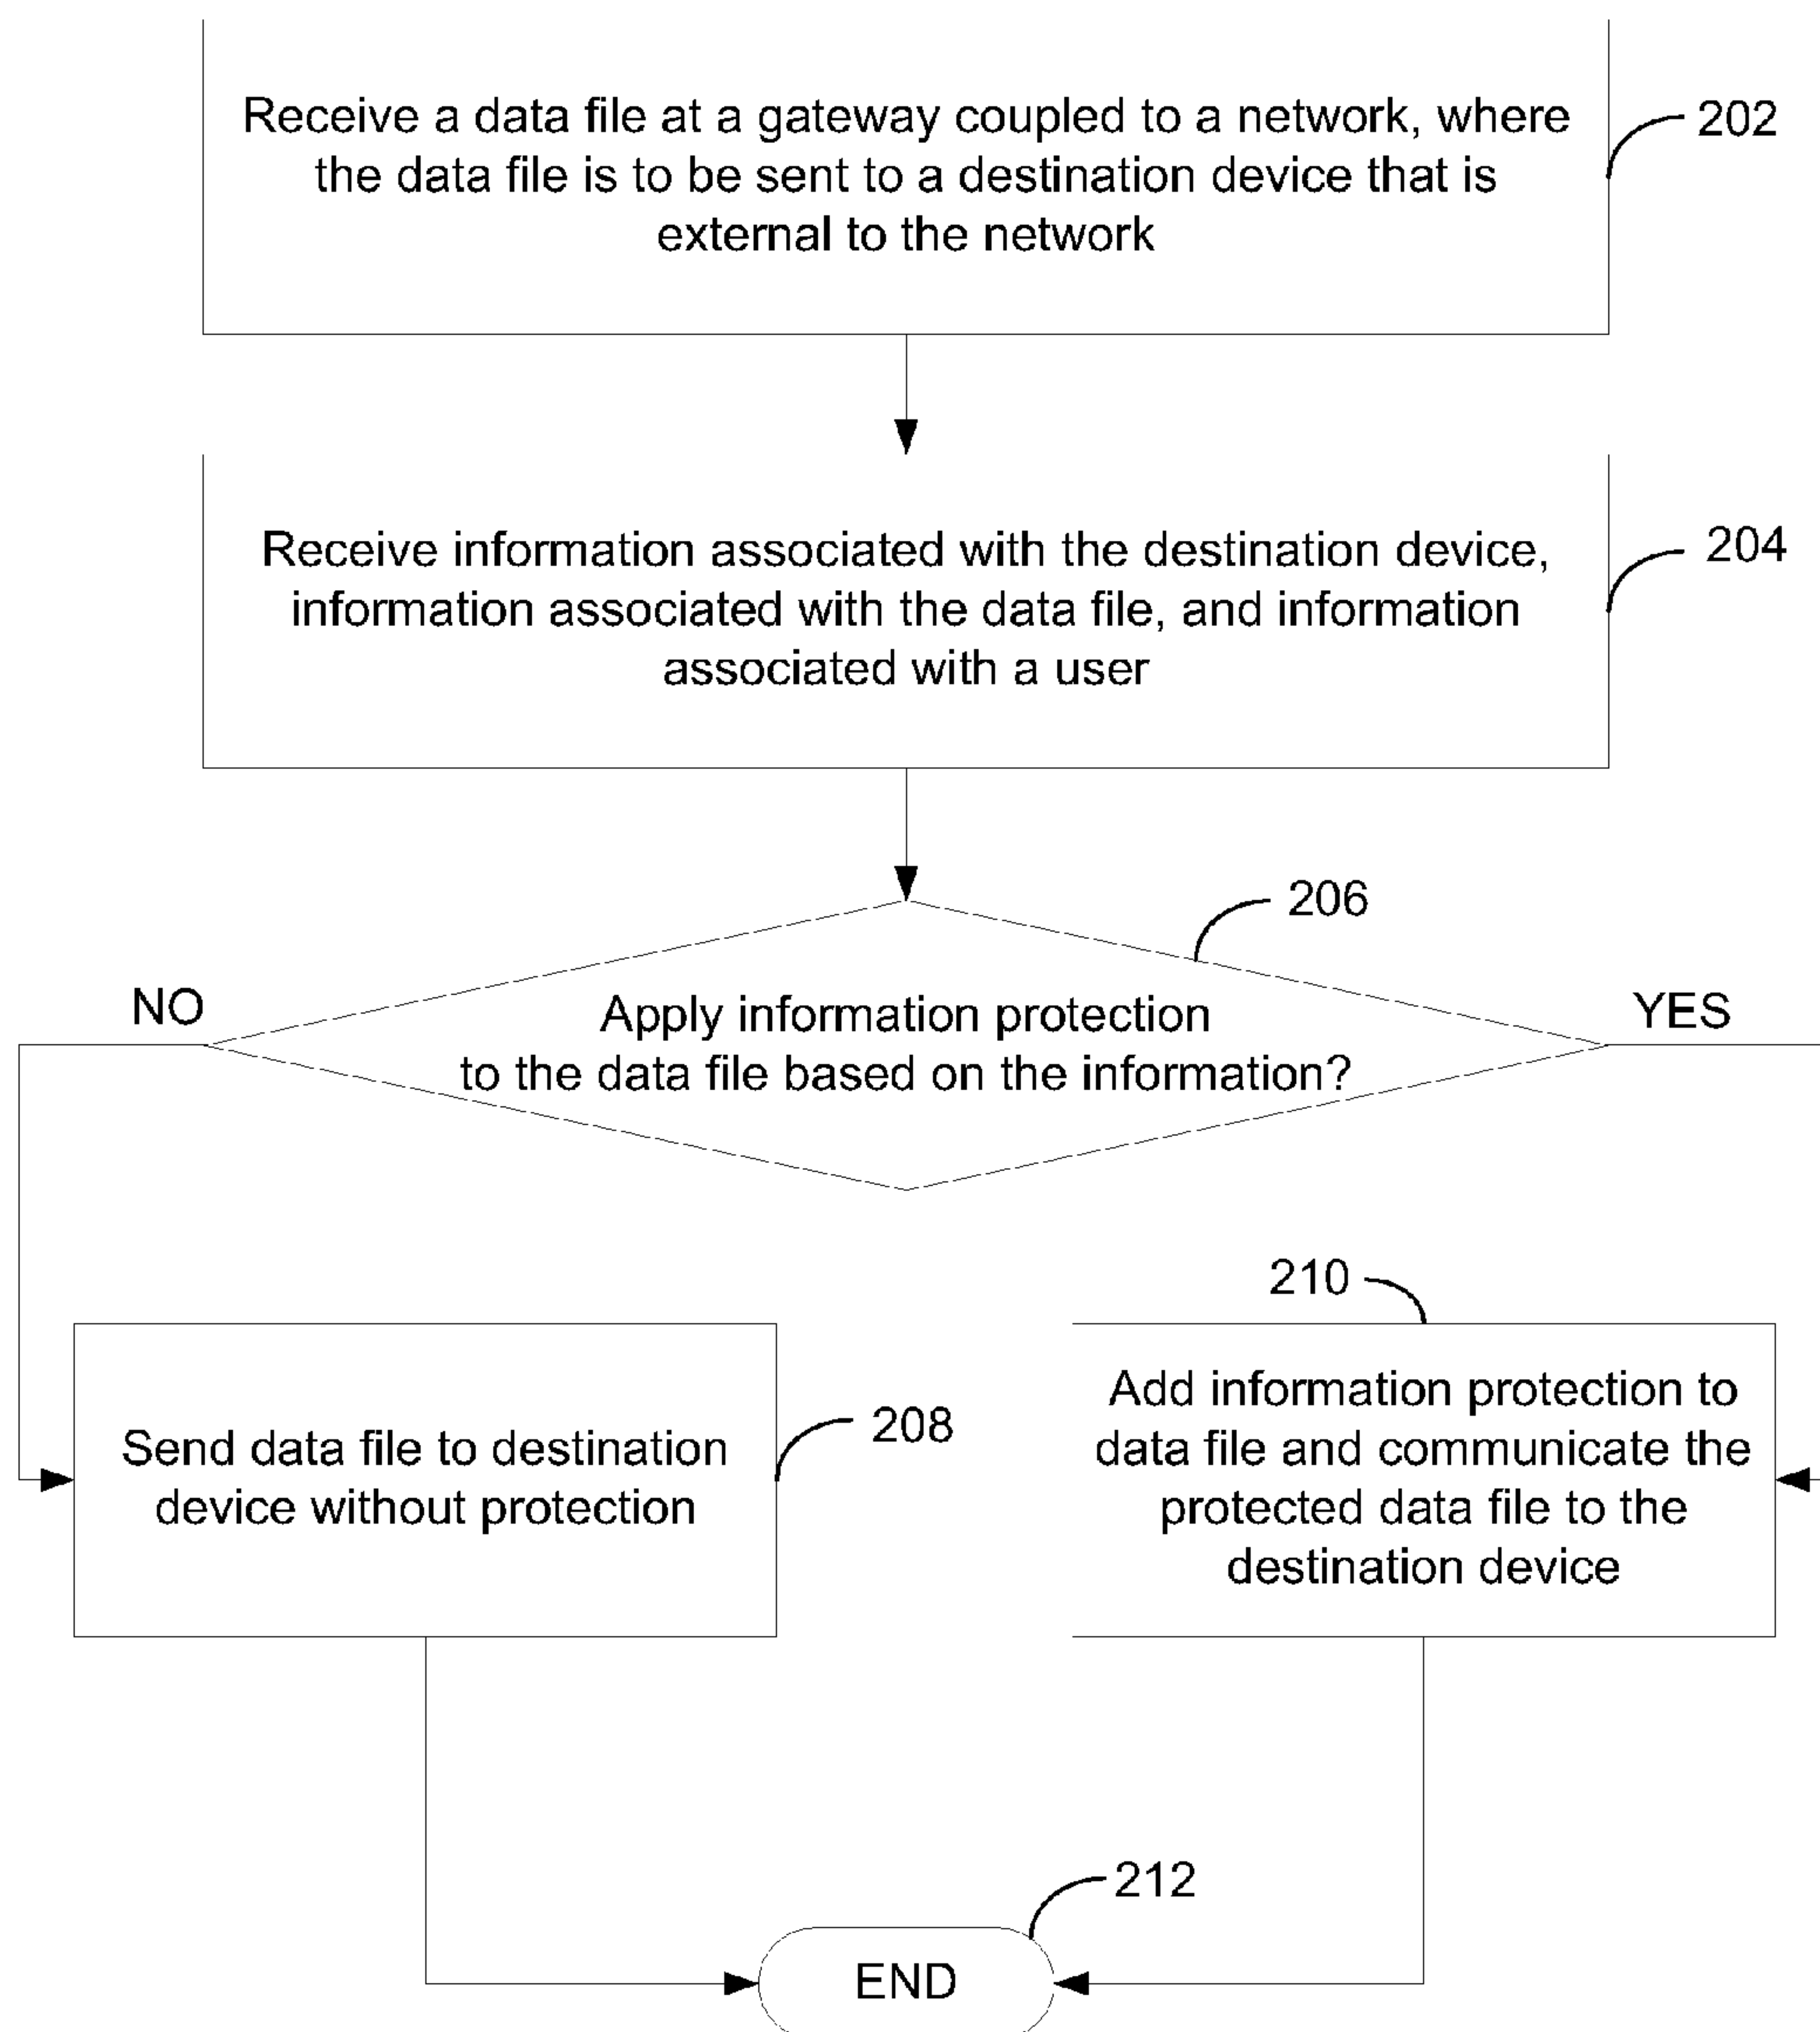 Receive a data file at a gateway coupled to a network, where
the data file is to be sent to a destination device that is
external to the network
202
Receive information associated with the destination device,
information associated with the data file, and information
associated with a user
204
206
NO
YES
Apply information protection
to the data file based on the information?
210
Send data file to destination
device without protection
208
Add information protection to
data file and communicate the
protected data file to the
destination device
212
END